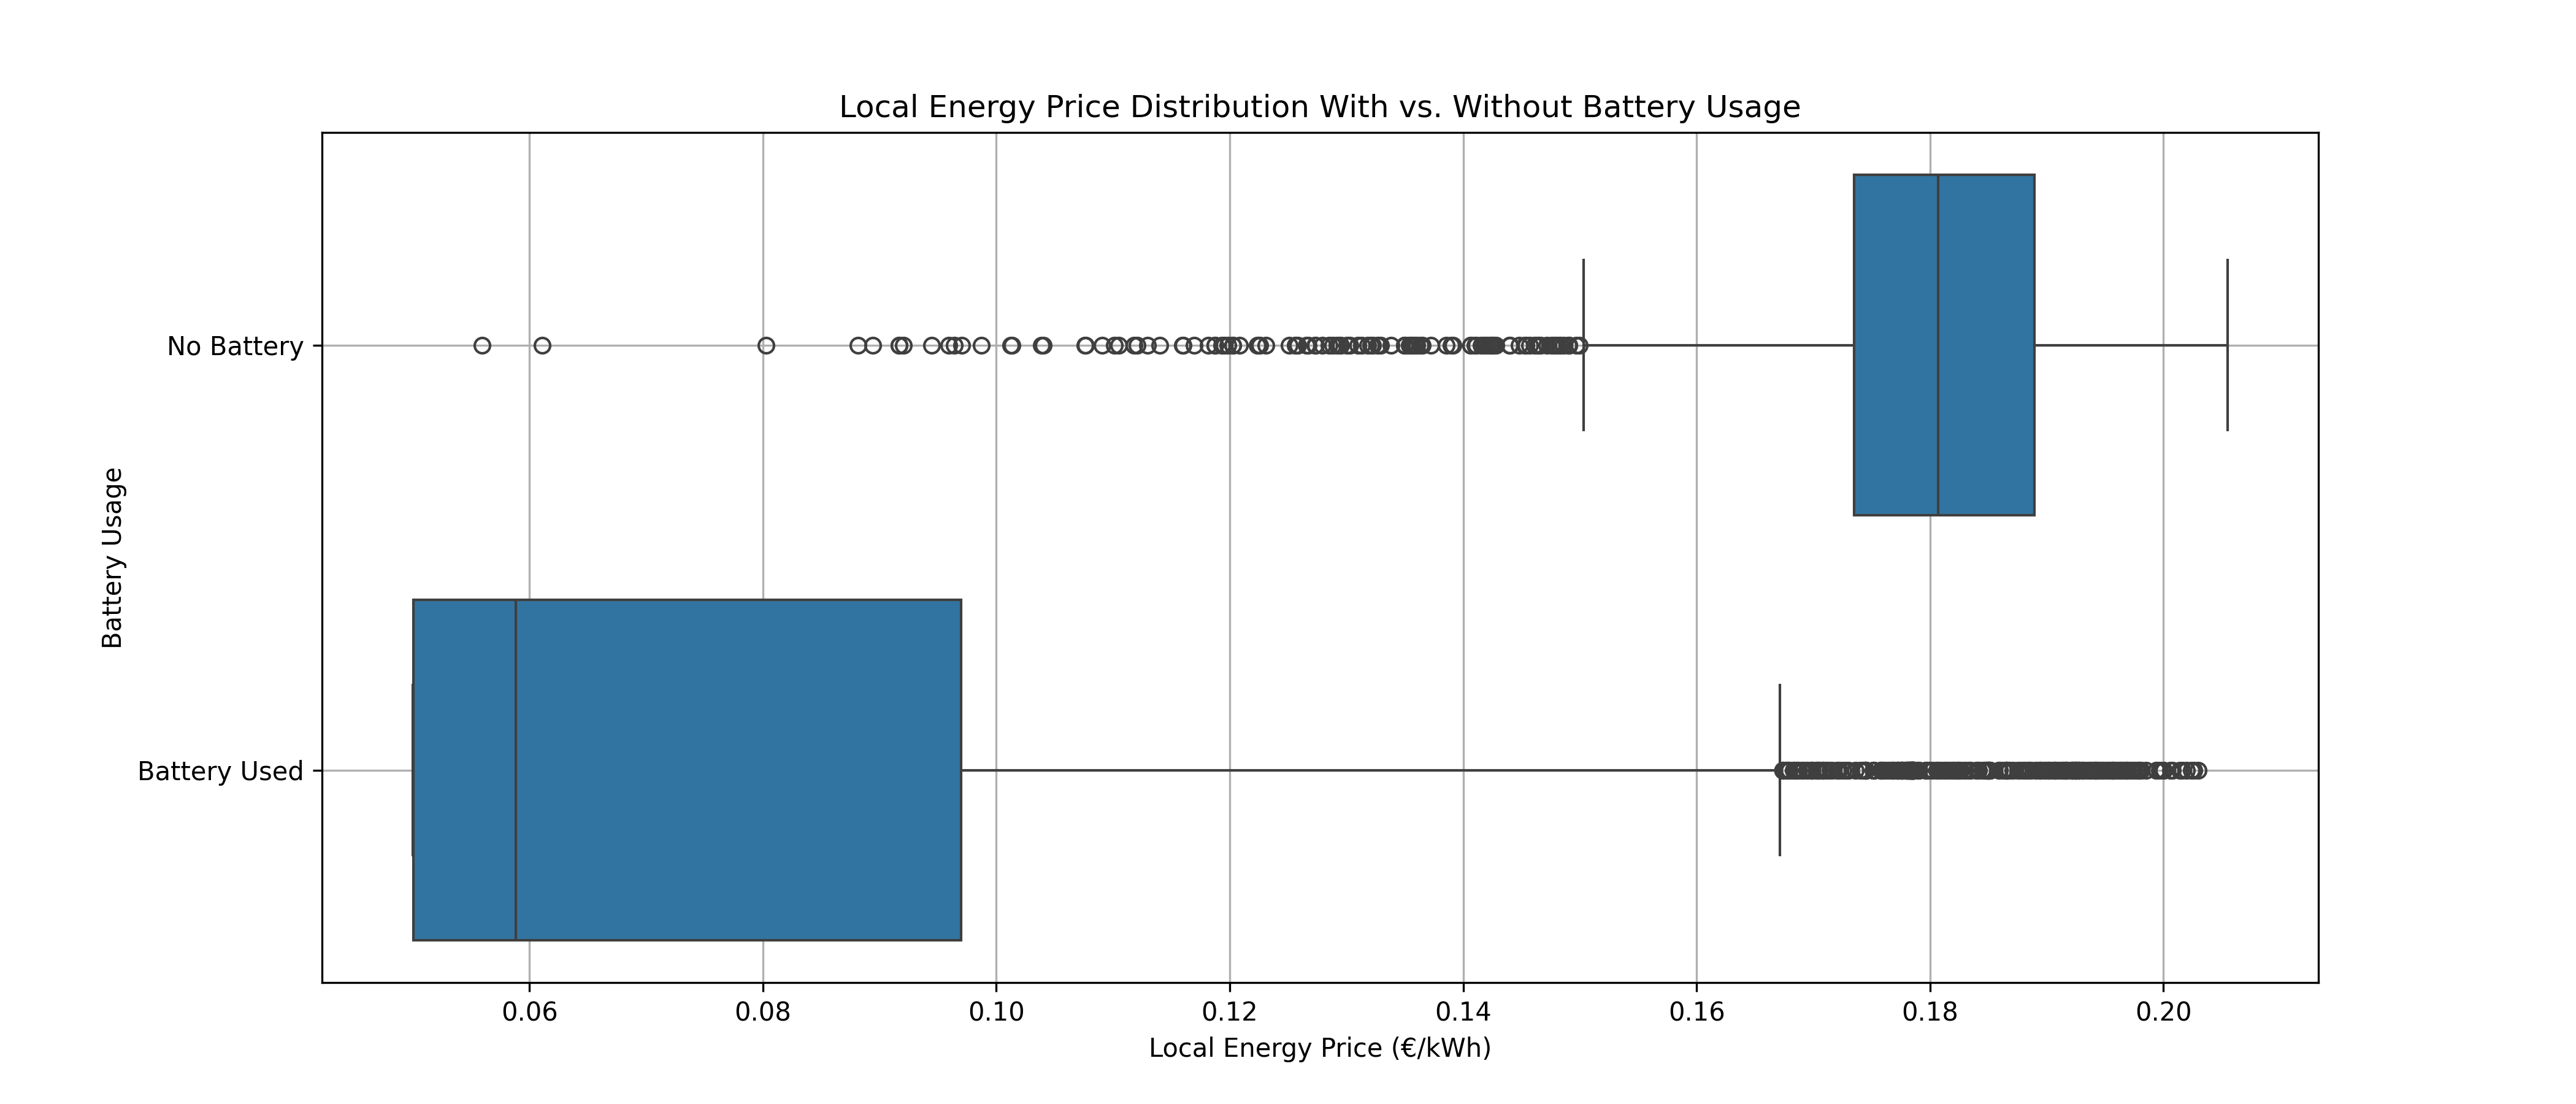 Local Energy Price Distribution With vs. Without Battery Usage
No Battery
Battery Used
Battery Usage
0.06 0.08 0.10 0.12 0.14 0.16 0.18 0.20
Local Energy Price (€/kWh)